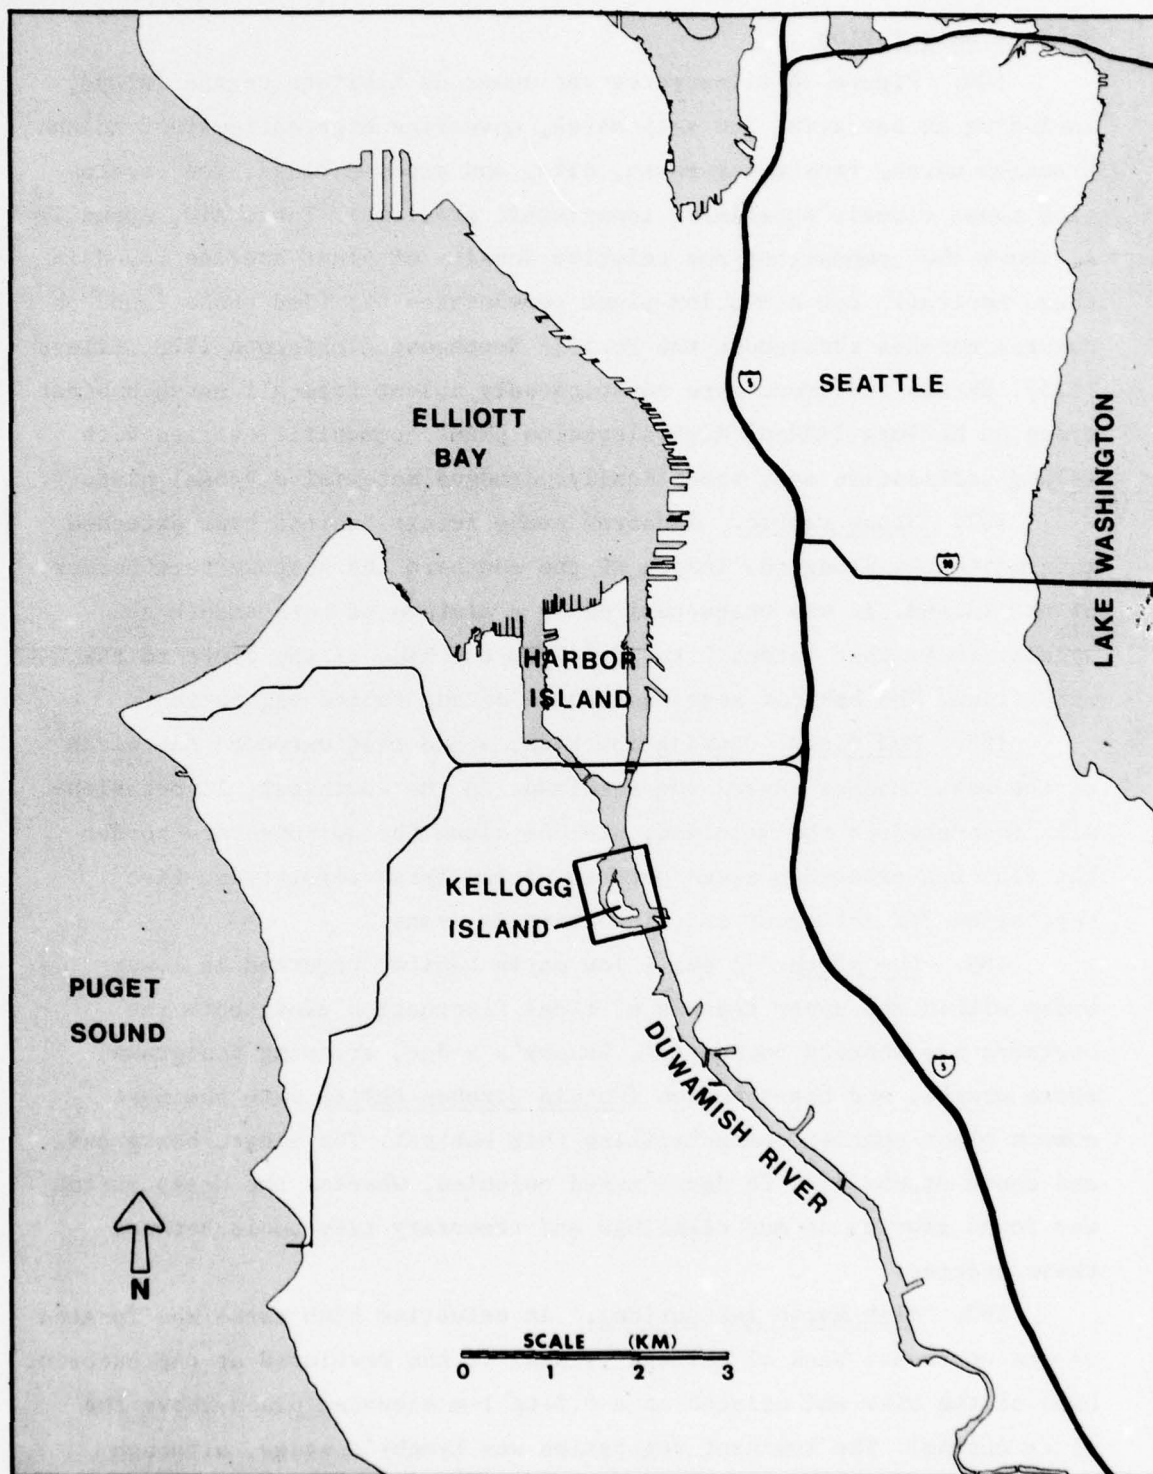 5
SEATTLE
ELLIOTT
BAY
LAKE WASHINGTON
90
HARBOR
ISLAND
KELLOGG
ISLAND
PUGET
SOUND
DUWAMISH RIVER
5
N
SCALE (KM)
0 1 2 3